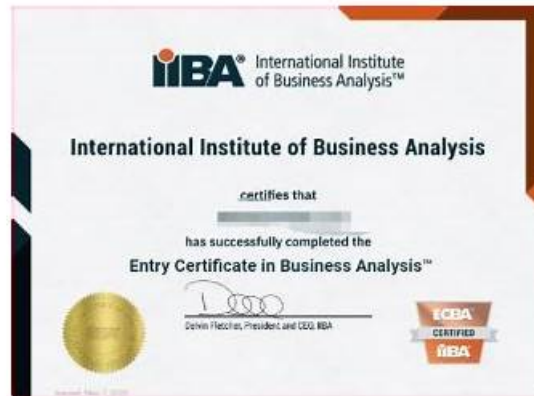 iiBA® International Institute
of Business Analysis™
International Institute of Business Analysis
certifies that
has successfully completed the
Entry Certificate in Business Analysis™
Delvin Fletcher, President and CEO, IIBA
ECBA
CERTIFIED
iiBA